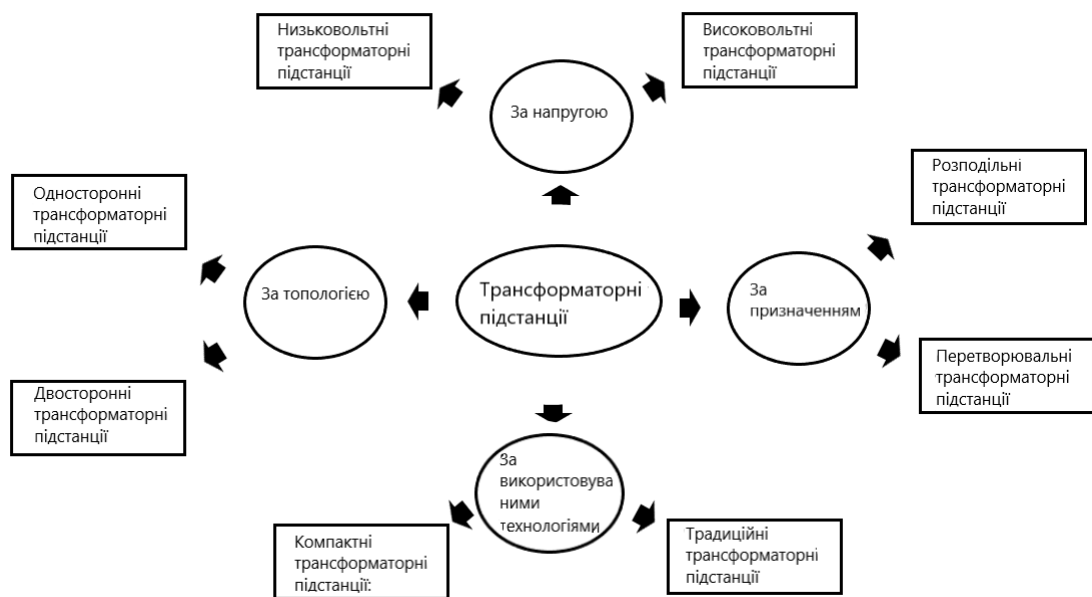 Низьковольтні
трансформаторні
підстанції
Високовольтні
трансформаторні
підстанції
За напругою
Односторонні
трансформаторні
підстанції
Розподільні
трансформаторні
підстанції
За топологією
Трансформаторні
підстанції
За
призначенням
Двосторонні
трансформаторні
підстанції
Перетворювальні
трансформаторні
підстанції
За
використовува
ними
технологіями
Компактні
трансформаторні
підстанції:
Традиційні
трансформаторні
підстанції